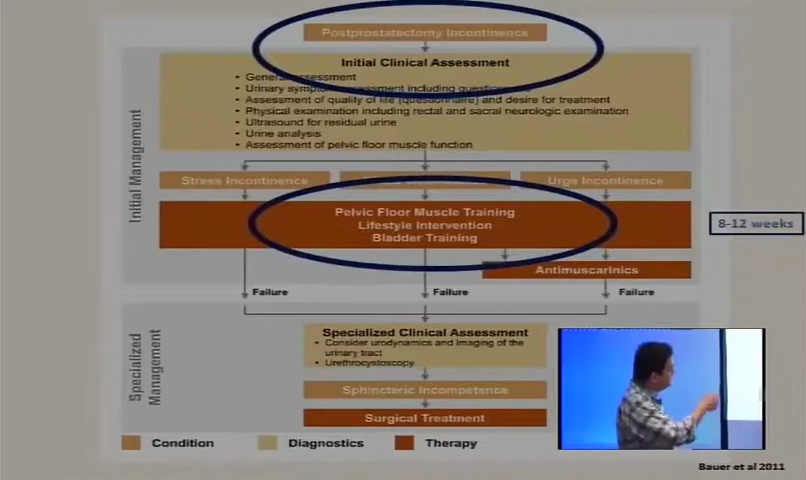 Postprostatectomy Incontinence
Initial Clinical Assessment
• General assessment
• Urinary symptom assessment including
• Assessment of quality of life (questionnaire) and desire for treatment
• Physical examination including rectal and sacral neurologic examination
• Ultrasound for residual urine
• Urine analysis
• Assessment of pelvic floor muscle function
Initial Management
Stress Incontinence
Urge Incontinence
Pelvic Floor Muscle Training
Lifestyle Intervention
Bladder Training
8-12 weeks
Antimuscarinics
Failure
Failure
Failure
Specialized Management
Specialized Clinical Assessment
• Consider urodynamics and imaging of the
urinary tract
• Urethrocystoscopy
Sphincteric Incompetence
Surgical Treatment
Condition
Diagnostics
Therapy
Bauer et al 2011